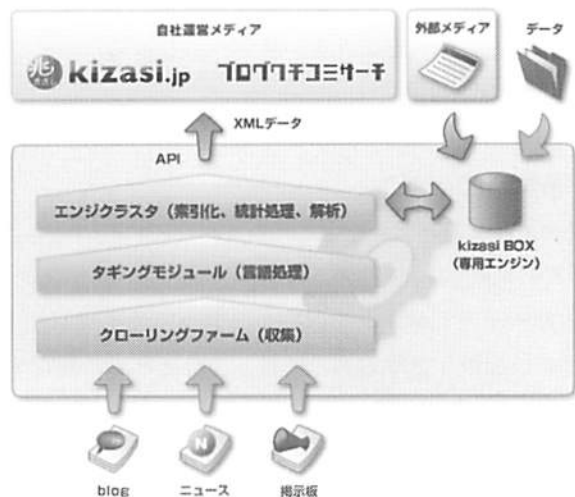 自社運営メディア
外部メディア
データ
kizasi.jp ブログクチコミサーチ
XMLデータ
API
エンジクラスタ（索引化、統計処理、解析）
kizasi BOX
（専用エンジン）
タギングモジュール（言語処理）
クローリングファーム（収集）
N
blog
ニュース
掲示板